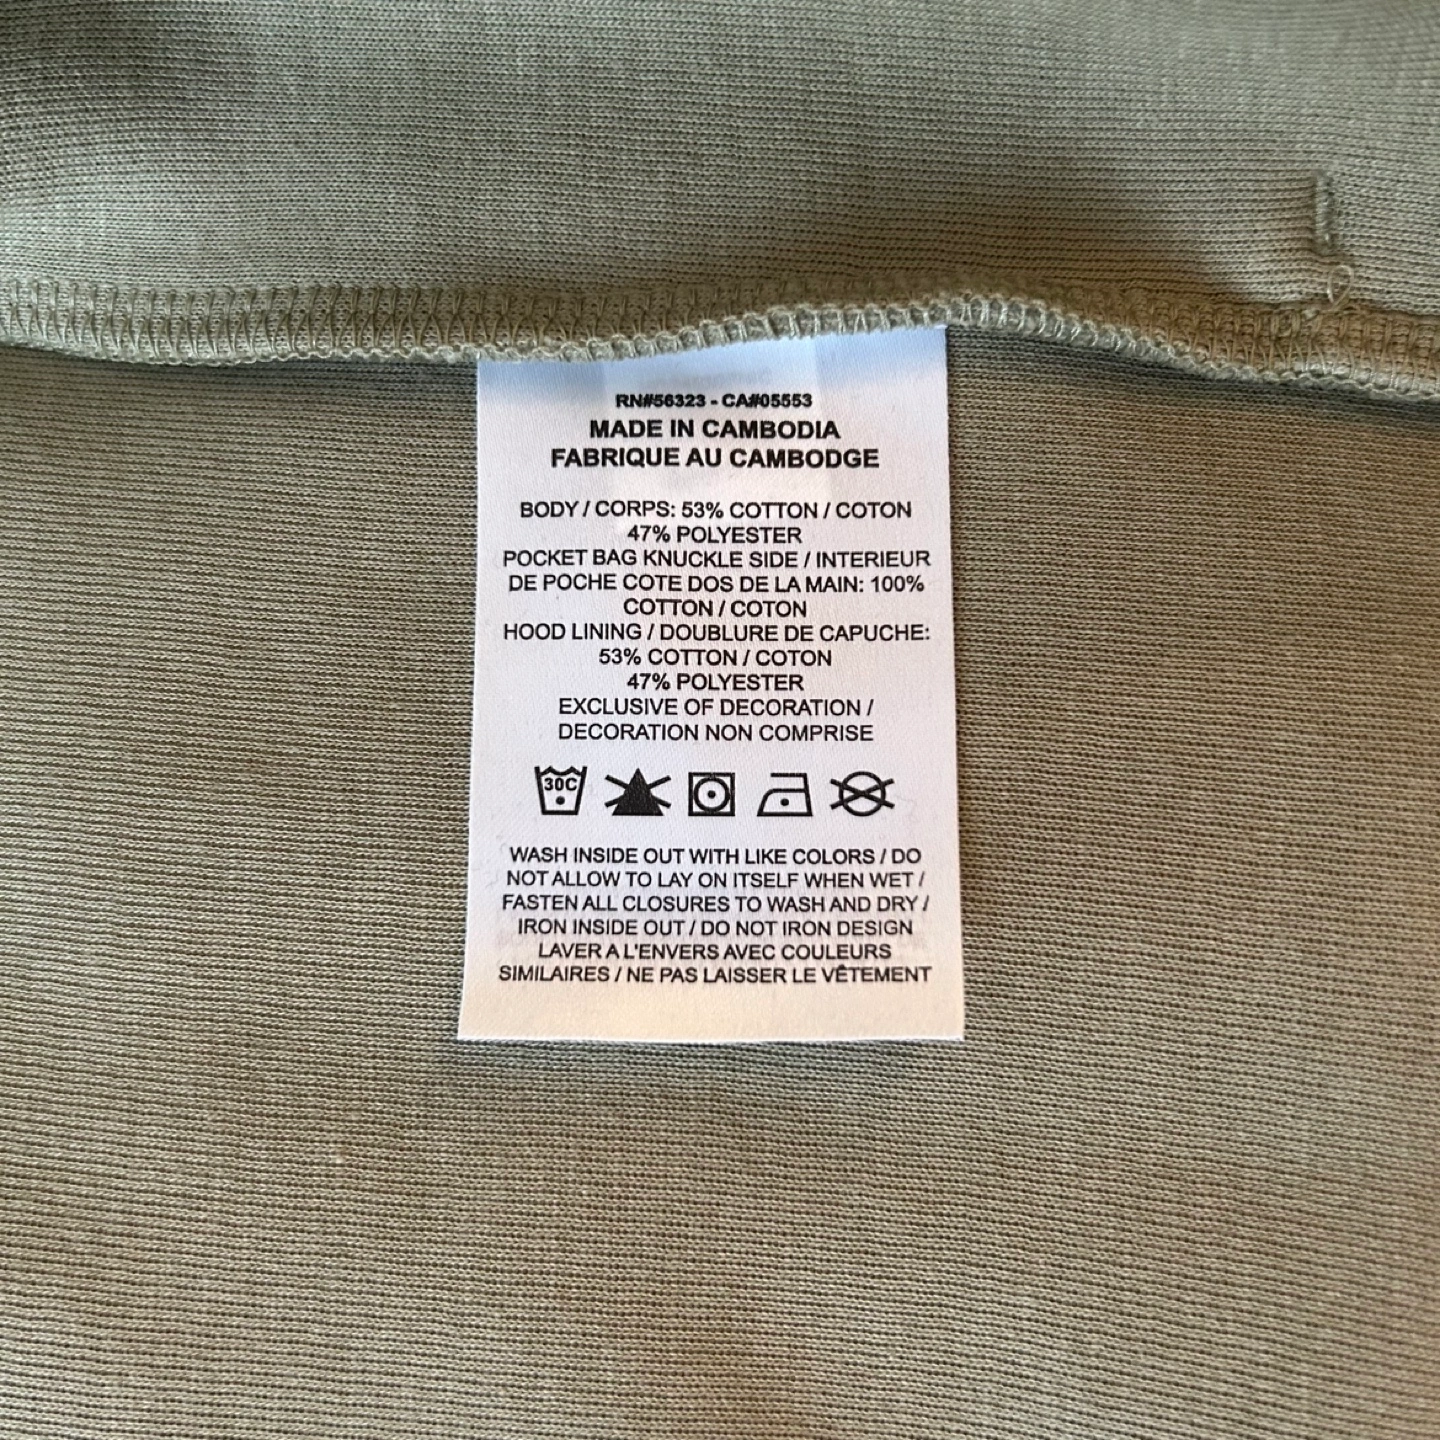 RN#56323 - CA#05553
MADE IN CAMBODIA
FABRIQUE AU CAMBODGE
BODY / CORPS: 53% COTTON / COTON
47% POLYESTER
POCKET BAG KNUCKLE SIDE / INTERIEUR
DE POCHE COTE DOS DE LA MAIN: 100%
COTTON / COTON
HOOD LINING / DOUBLURE DE CAPUCHE:
53% COTTON / COTON
47% POLYESTER
EXCLUSIVE OF DECORATION /
DECORATION NON COMPRISE
30C
WASH INSIDE OUT WITH LIKE COLORS / DO
NOT ALLOW TO LAY ON ITSELF WHEN WET /
FASTEN ALL CLOSURES TO WASH AND DRY /
IRON INSIDE OUT / DO NOT IRON DESIGN
LAVER A L'ENVERS AVEC COULEURS
SIMILAIRES / NE PAS LAISSER LE VÊTEMENT